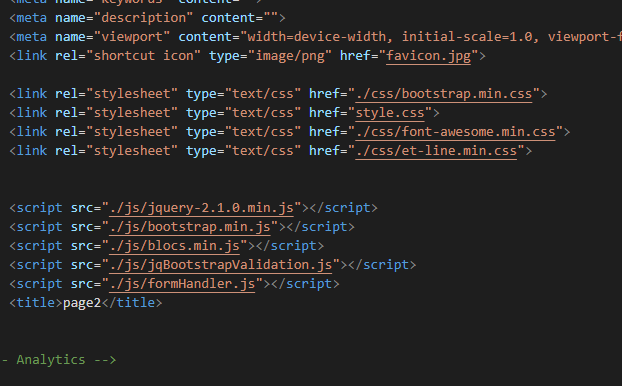 <meta name="keywords" content="">
<meta name="description" content="">
<meta name="viewport" content="width=device-width, initial-scale=1.0, viewport-f
<link rel="shortcut icon" type="image/png" href="favicon.jpg">
<link rel="stylesheet" type="text/css" href="./css/bootstrap.min.css">
<link rel="stylesheet" type="text/css" href="style.css">
<link rel="stylesheet" type="text/css" href="./css/font-awesome.min.css">
<link rel="stylesheet" type="text/css" href="./css/et-line.min.css">
<script src="./js/jquery-2.1.0.min.js"></script>
<script src="./js/bootstrap.min.js"></script>
<script src="./js/blocs.min.js"></script>
<script src="./js/jqBootstrapValidation.js"></script>
<script src="./js/formHandler.js"></script>
<title>page2</title>
- Analytics -->